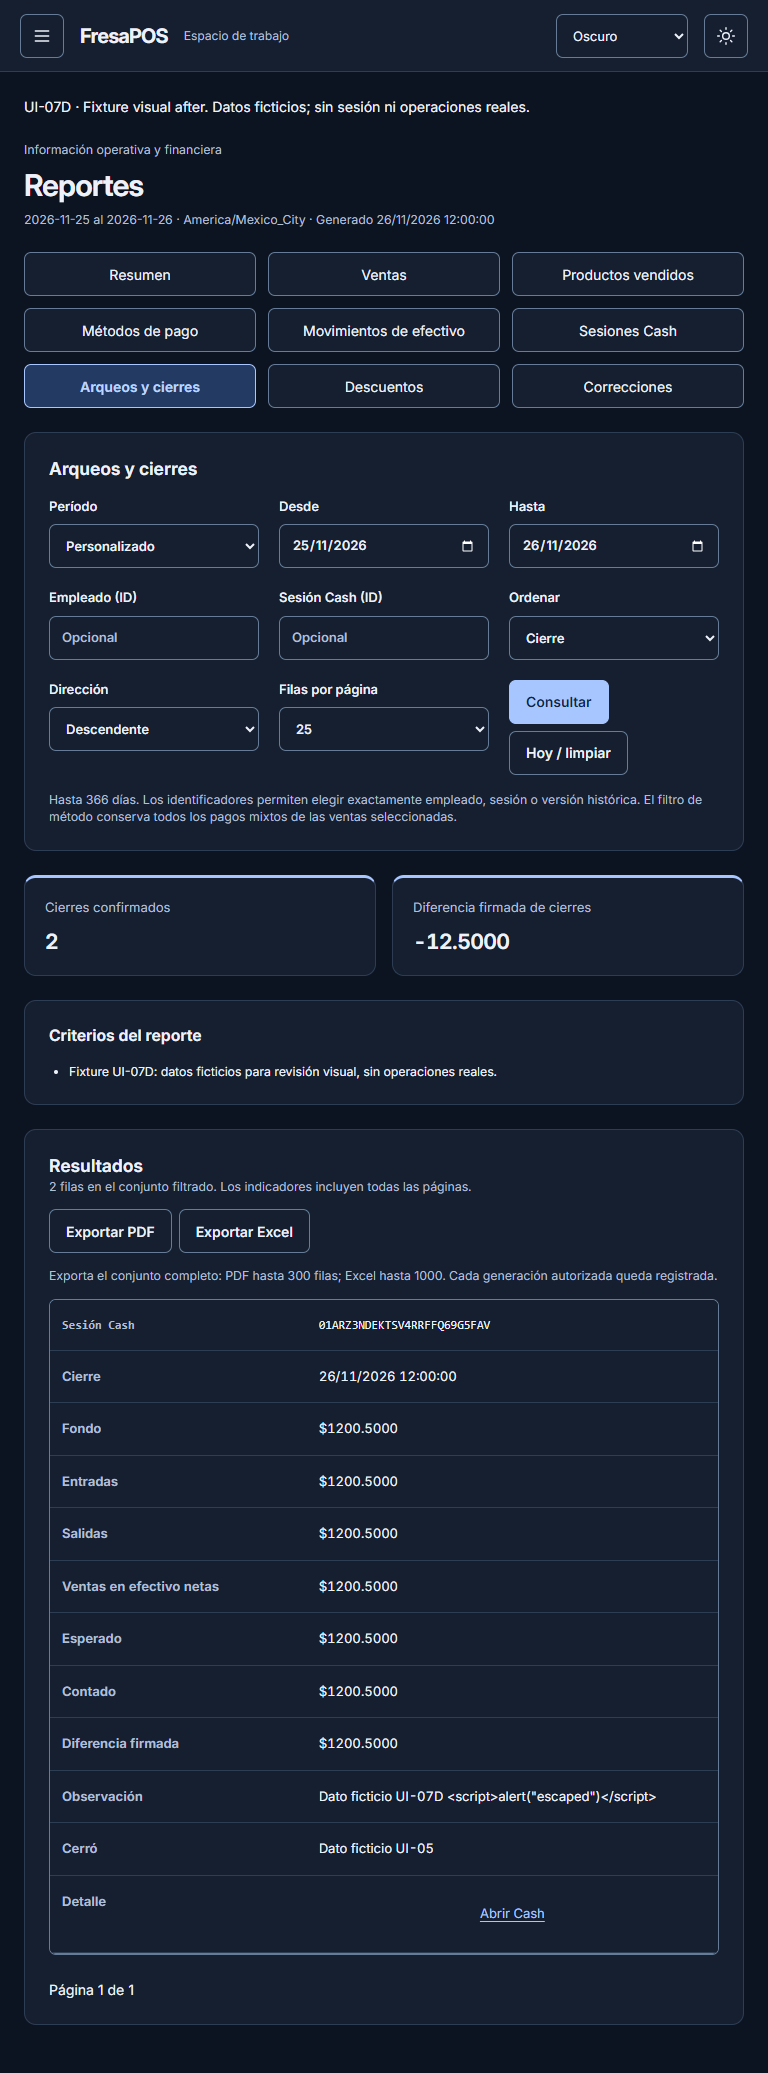 FresaPOS Espacio de trabajo Oscuro
UI-07D · Fixture visual after. Datos ficticios; sin sesión ni operaciones reales.
Información operativa y financiera
Reportes
2026-11-25 al 2026-11-26 · America/Mexico_City · Generado 26/11/2026 12:00:00
Resumen Ventas Productos vendidos
Métodos de pago Movimientos de efectivo Sesiones Cash
Arqueos y cierres Descuentos Correcciones
Arqueos y cierres
Período Desde Hasta
Personalizado 25/11/2026 26/11/2026
Empleado (ID) Sesión Cash (ID) Ordenar
Opcional Opcional Cierre
Dirección Filas por página
Descendente 25 Consultar
Hoy / limpiar
Hasta 366 días. Los identificadores permiten elegir exactamente empleado, sesión o versión histórica. El filtro de
método conserva todos los pagos mixtos de las ventas seleccionadas.
Cierres confirmados Diferencia firmada de cierres
2 -12.5000
Criterios del reporte
• Fixture UI-07D: datos ficticios para revisión visual, sin operaciones reales.
Resultados
2 filas en el conjunto filtrado. Los indicadores incluyen todas las páginas.
Exportar PDF Exportar Excel
Exporta el conjunto completo: PDF hasta 300 filas; Excel hasta 1000. Cada generación autorizada queda registrada.
Sesión Cash 01ARZ3NDEKTSV4RRFFQ69G5FAV
Cierre 26/11/2026 12:00:00
Fondo $1200.5000
Entradas $1200.5000
Salidas $1200.5000
Ventas en efectivo netas $1200.5000
Esperado $1200.5000
Contado $1200.5000
Diferencia firmada $1200.5000
Observación Dato ficticio UI-07D <script>alert("escaped")</script>
Cerró Dato ficticio UI-05
Detalle Abrir Cash
Página 1 de 1